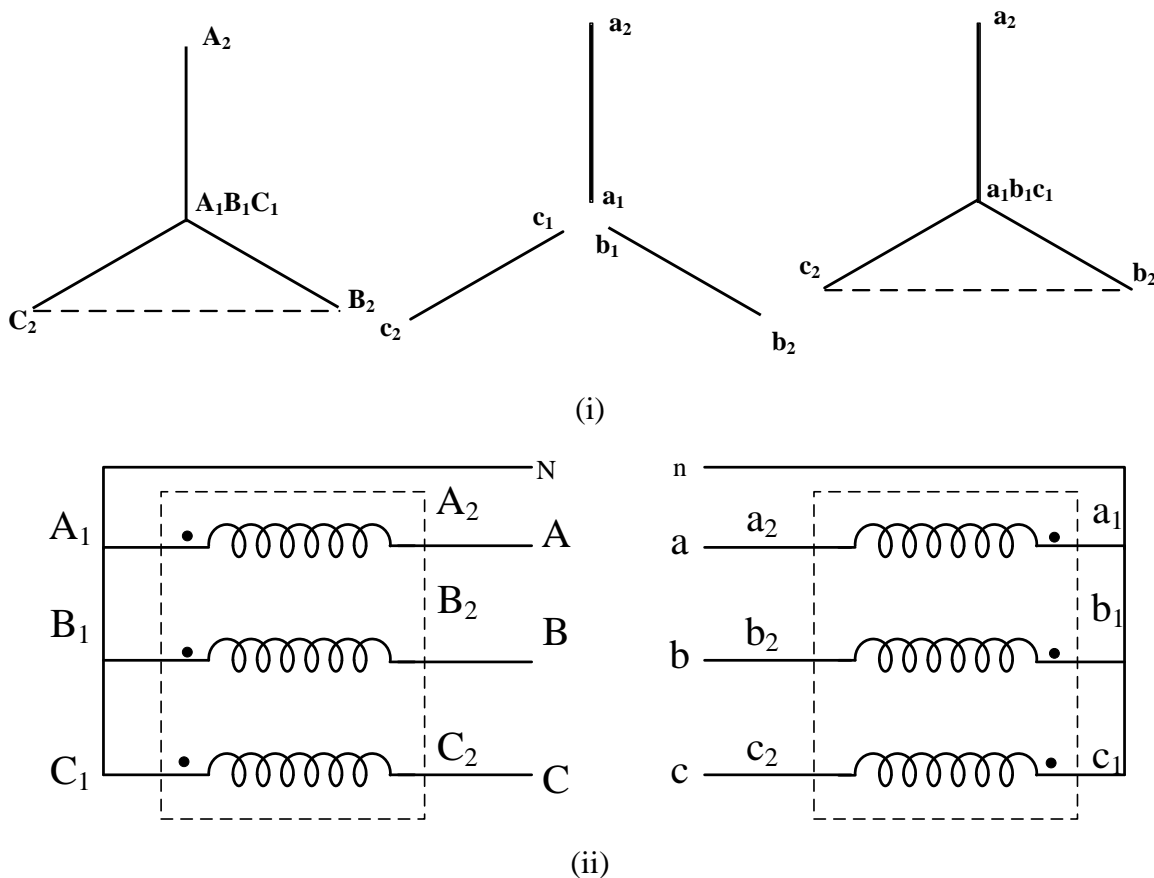 A₂ a₂ a₂
A₁B₁C₁ a₁ a₁b₁c₁
c₁ b₁
C₂ B₂ c₂ b₂ c₂ b₂
(i)
N n
A₁ A₂ A a a₂ a₁
B₁ B₂ B b b₂ b₁
C₁ C₂ C c c₂ c₁
(ii)